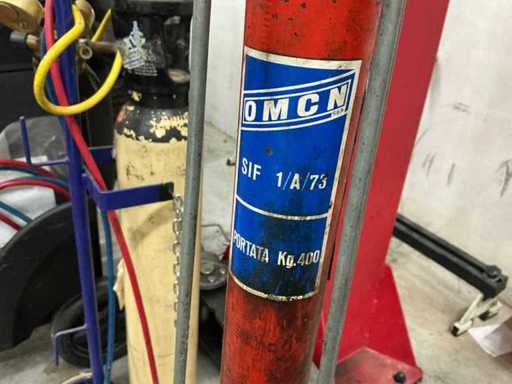 OMCN
SIF 1/A/73
PORTATA Kg.400